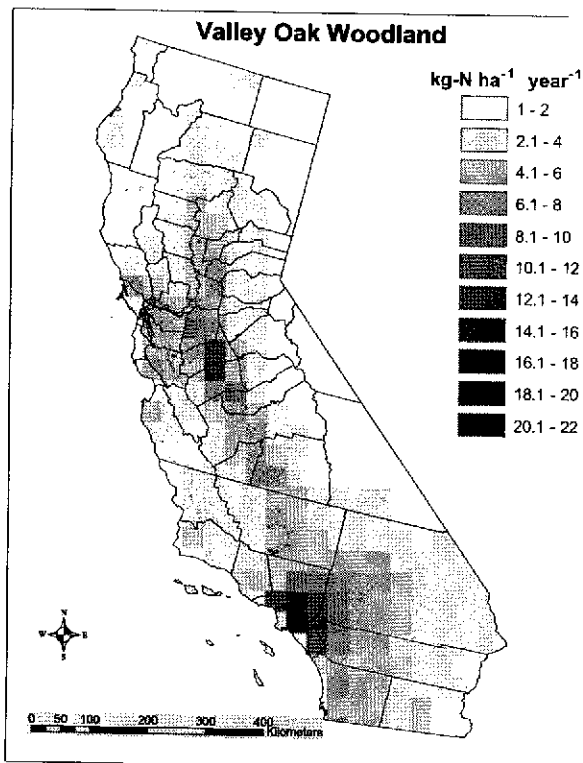 Valley Oak Woodland
kg-N ha⁻¹ year⁻¹
1 - 2
2.1 - 4
4.1 - 6
6.1 - 8
8.1 - 10
10.1 - 12
12.1 - 14
14.1 - 16
16.1 - 18
18.1 - 20
20.1 - 22
N
W E
S
0 50 100 200 300 400
Kilometers